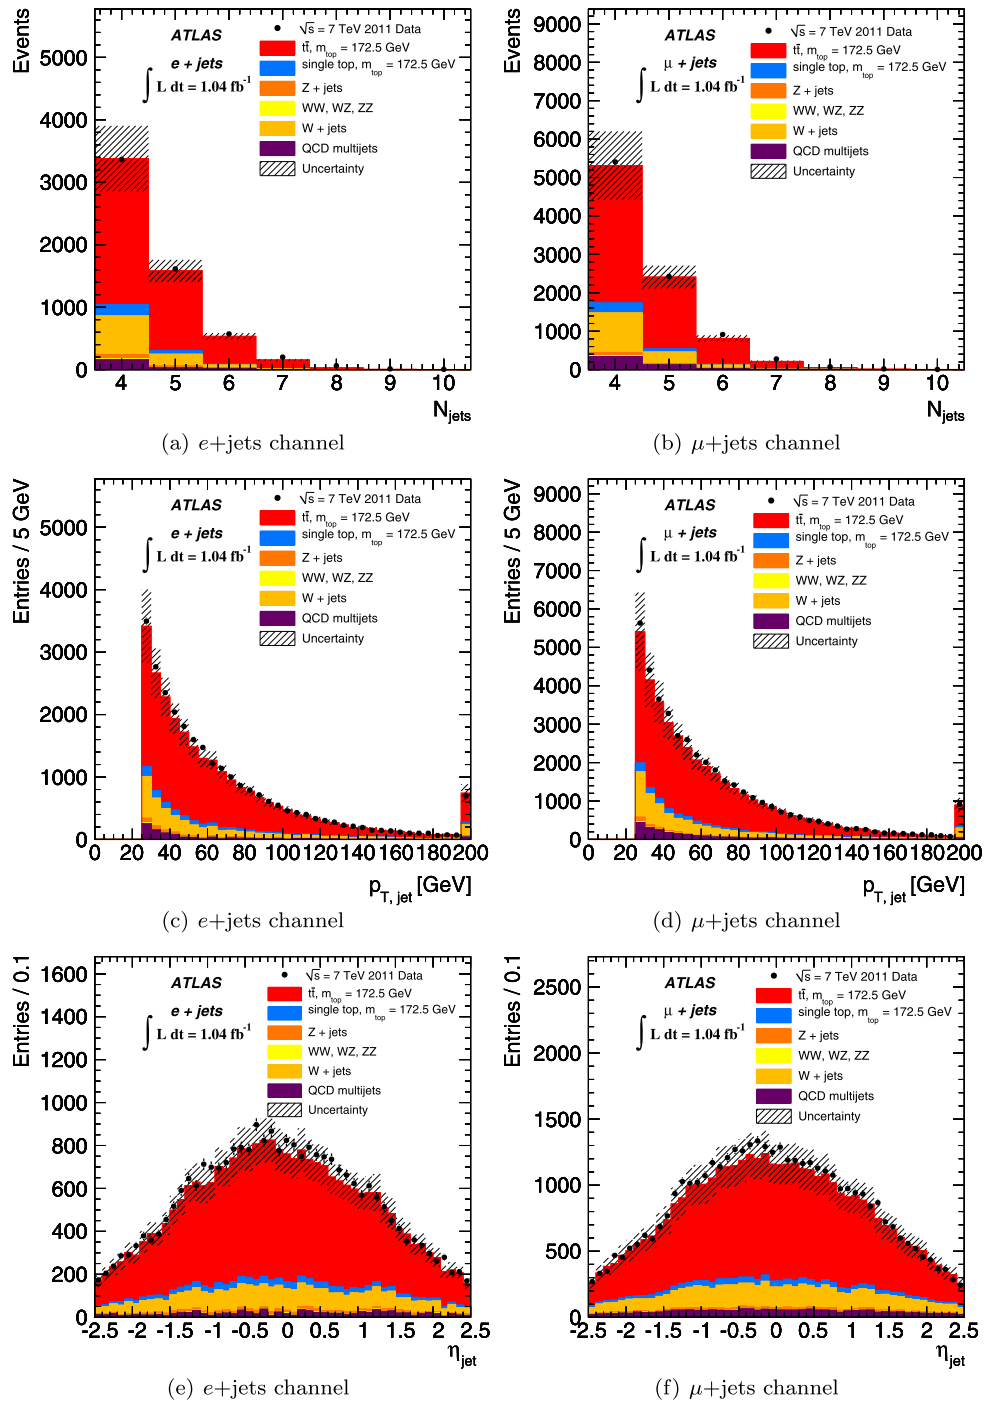 Events
5000
4000
3000
2000
1000
0
ATLAS
e + jets
∫ L dt = 1.04 fb⁻¹
√s = 7 TeV 2011 Data
tt̄, m_top = 172.5 GeV
single top, m_top = 172.5 GeV
Z + jets
WW, WZ, ZZ
W + jets
QCD multijets
Uncertainty
4 5 6 7 8 9 10
N_jets
(a) e+jets channel
Events
9000
8000
7000
6000
5000
4000
3000
2000
1000
0
ATLAS
μ + jets
∫ L dt = 1.04 fb⁻¹
√s = 7 TeV 2011 Data
tt̄, m_top = 172.5 GeV
single top, m_top = 172.5 GeV
Z + jets
WW, WZ, ZZ
W + jets
QCD multijets
Uncertainty
4 5 6 7 8 9 10
N_jets
(b) μ+jets channel
Entries / 5 GeV
5000
4000
3000
2000
1000
0
ATLAS
e + jets
∫ L dt = 1.04 fb⁻¹
√s = 7 TeV 2011 Data
tt̄, m_top = 172.5 GeV
single top, m_top = 172.5 GeV
Z + jets
WW, WZ, ZZ
W + jets
QCD multijets
Uncertainty
0 20 40 60 80 100 120 140 160 180 200
p_T, jet [GeV]
(c) e+jets channel
Entries / 5 GeV
9000
8000
7000
6000
5000
4000
3000
2000
1000
0
ATLAS
μ + jets
∫ L dt = 1.04 fb⁻¹
√s = 7 TeV 2011 Data
tt̄, m_top = 172.5 GeV
single top, m_top = 172.5 GeV
Z + jets
WW, WZ, ZZ
W + jets
QCD multijets
Uncertainty
0 20 40 60 80 100 120 140 160 180 200
p_T, jet [GeV]
(d) μ+jets channel
Entries / 0.1
1600
1400
1200
1000
800
600
400
200
0
ATLAS
e + jets
∫ L dt = 1.04 fb⁻¹
√s = 7 TeV 2011 Data
tt̄, m_top = 172.5 GeV
single top, m_top = 172.5 GeV
Z + jets
WW, WZ, ZZ
W + jets
QCD multijets
Uncertainty
-2.5 -2 -1.5 -1 -0.5 0 0.5 1 1.5 2 2.5
η_jet
(e) e+jets channel
Entries / 0.1
2500
2000
1500
1000
500
0
ATLAS
μ + jets
∫ L dt = 1.04 fb⁻¹
√s = 7 TeV 2011 Data
tt̄, m_top = 172.5 GeV
single top, m_top = 172.5 GeV
Z + jets
WW, WZ, ZZ
W + jets
QCD multijets
Uncertainty
-2.5 -2 -1.5 -1 -0.5 0 0.5 1 1.5 2 2.5
η_jet
(f) μ+jets channel